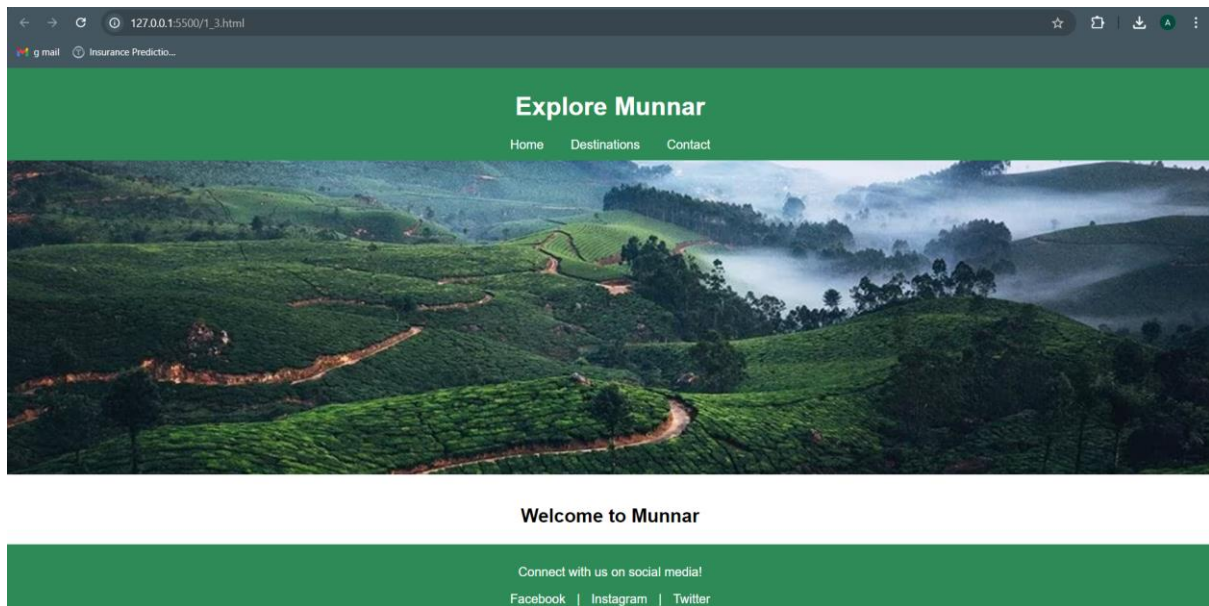 127.0.0.1:5500/1_3.html
A
g mail Insurance Predictio...
Explore Munnar
Home Destinations Contact
Welcome to Munnar
Connect with us on social media!
Facebook | Instagram | Twitter